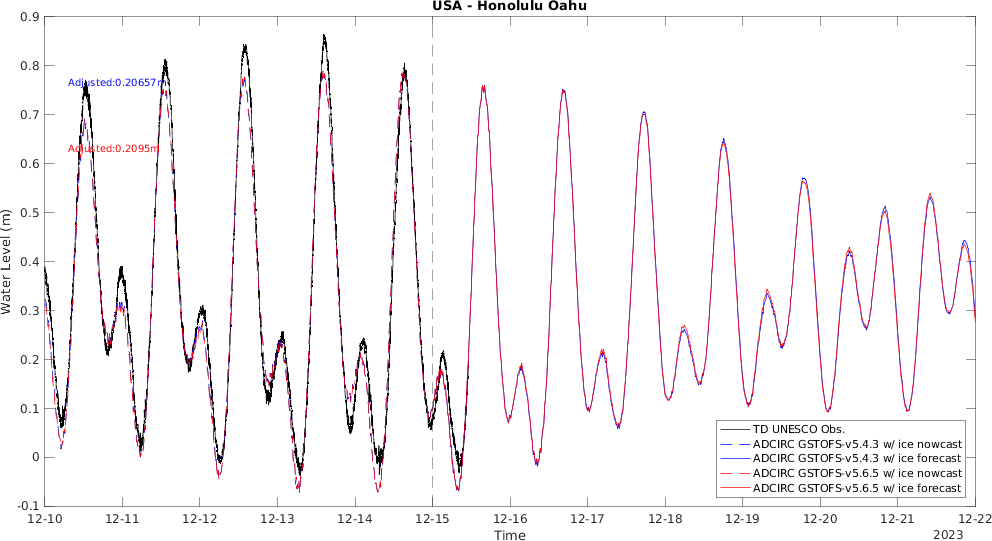 USA - Honolulu Oahu
0.9
0.8
0.7
0.6
0.5
0.4
0.3
0.2
0.1
0
-0.1
Water Level (m)
Adjusted:0.20657m
Adjusted:0.2095m
TD UNESCO Obs.
ADCIRC GSTOFS-v5.4.3 w/ ice nowcast
ADCIRC GSTOFS-v5.4.3 w/ ice forecast
ADCIRC GSTOFS-v5.6.5 w/ ice nowcast
ADCIRC GSTOFS-v5.6.5 w/ ice forecast
12-10 12-11 12-12 12-13 12-14 12-15 12-16 12-17 12-18 12-19 12-20 12-21 12-22
Time
2023